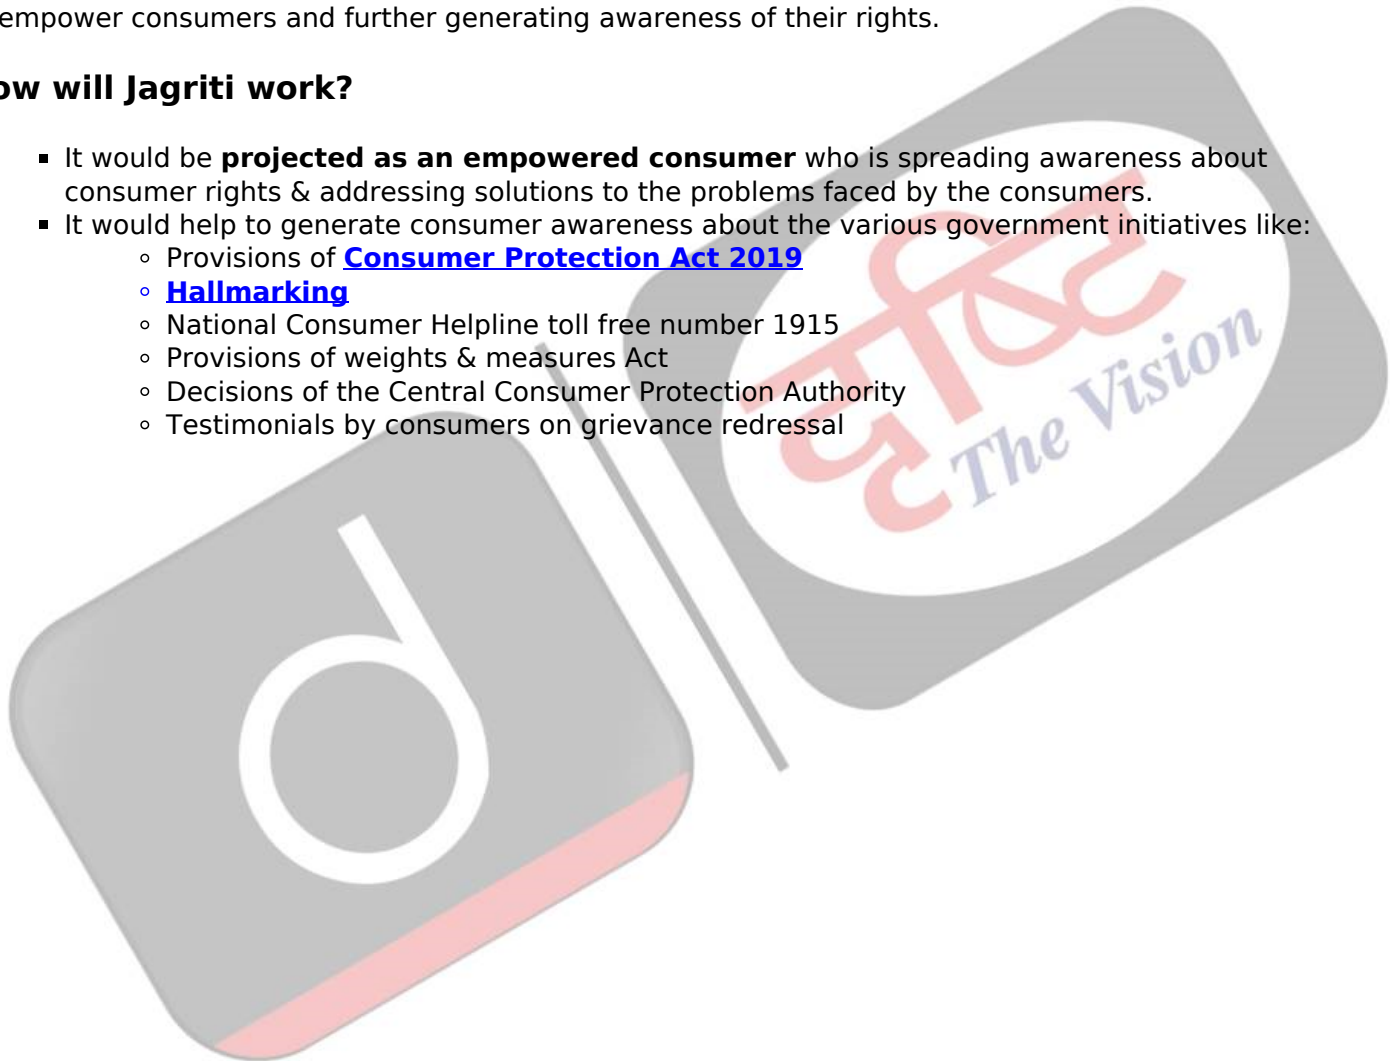 empower consumers and further generating awareness of their rights.
ow will Jagriti work?
▪ It would be projected as an empowered consumer who is spreading awareness about
consumer rights & addressing solutions to the problems faced by the consumers.
▪ It would help to generate consumer awareness about the various government initiatives like:
◦ Provisions of Consumer Protection Act 2019
◦ Hallmarking
◦ National Consumer Helpline toll free number 1915
◦ Provisions of weights & measures Act
◦ Decisions of the Central Consumer Protection Authority
◦ Testimonials by consumers on grievance redressal
दृष्टि
The Vision
d